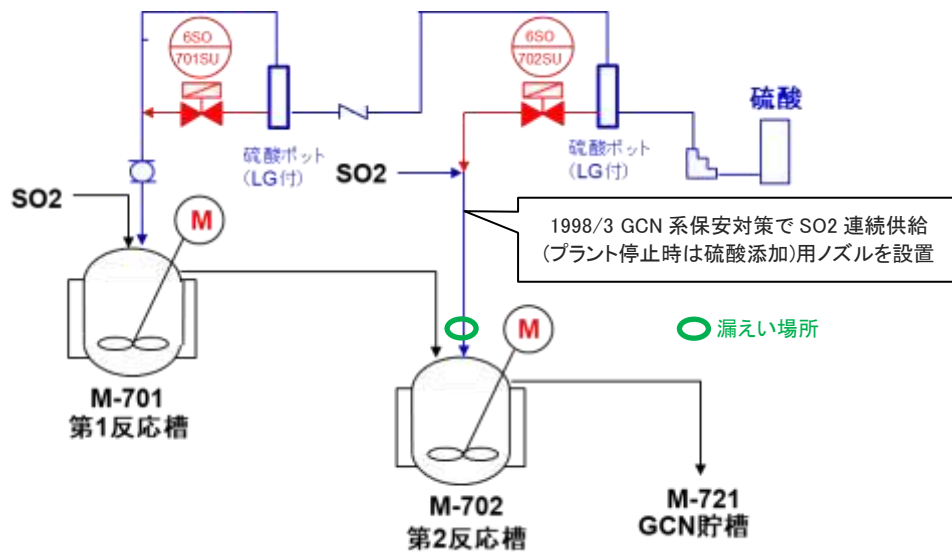 6SO
701SU
6SO
702SU
硫酸
硫酸ポット
(LG付)
硫酸ポット
(LG付)
SO2
SO2
M
1998/3 GCN 系保安対策で SO2 連続供給
(プラント停止時は硫酸添加)用ノズルを設置
M
漏えい場所
M-701
第1反応槽
M-702
第2反応槽
M-721
GCN貯槽